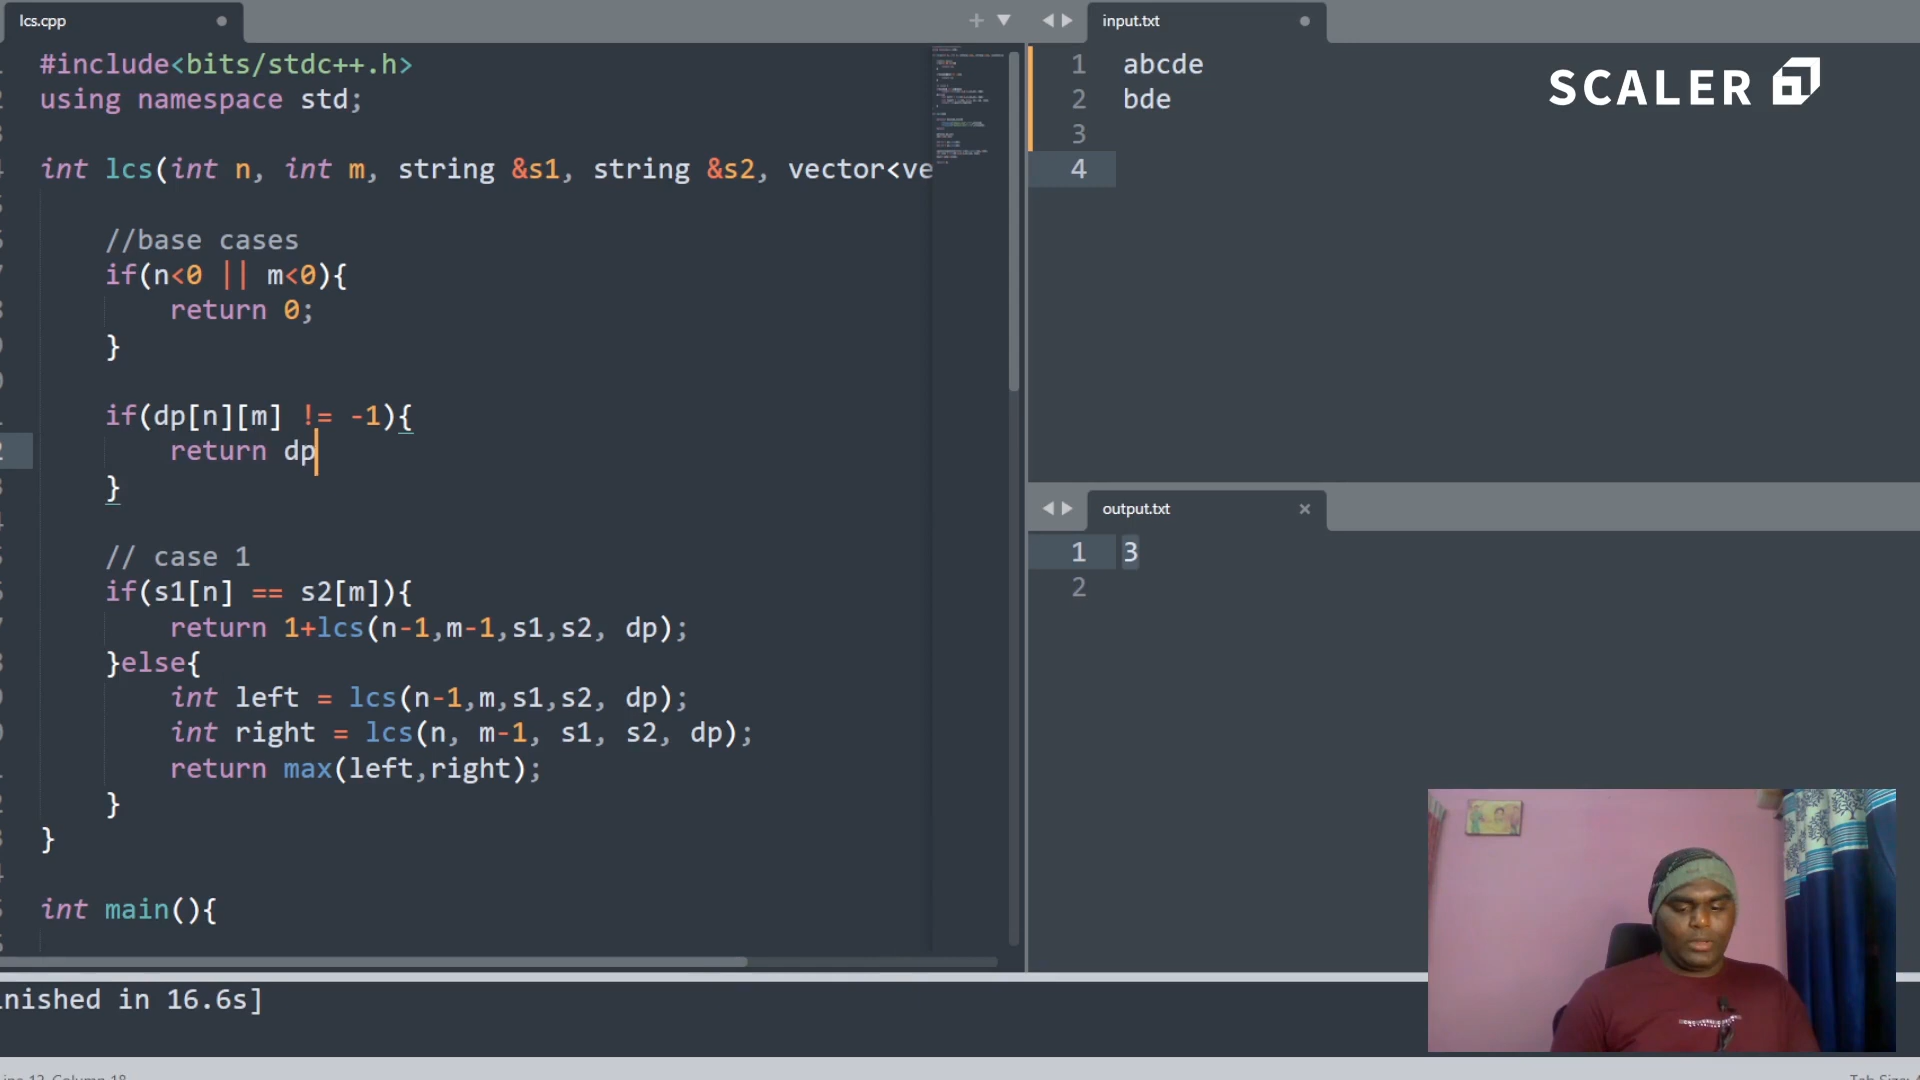 lcs.cpp
#include<bits/stdc++.h>
using namespace std;
int lcs(int n, int m, string &s1, string &s2, vector<ve
//base cases
if(n<0 || m<0){
return 0;
}
if(dp[n][m] != -1){
return dp
}
// case 1
if(s1[n] == s2[m]){
return 1+lcs(n-1,m-1,s1,s2, dp);
}else{
int left = lcs(n-1,m,s1,s2, dp);
int right = lcs(n, m-1, s1, s2, dp);
return max(left,right);
}
}
int main(){
input.txt
1 abcde
2 bde
3
4
SCALER
output.txt
1 3
2
nished in 16.6s]